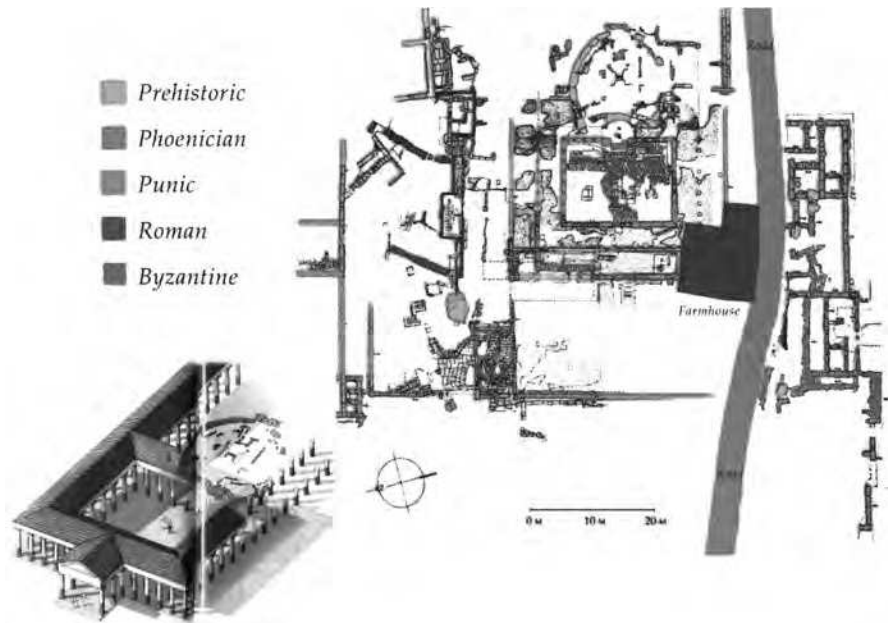 Prehistoric
Phoenician
Punic
Roman
Byzantine
Road
Farmhouse
0 M
10 M
20 M